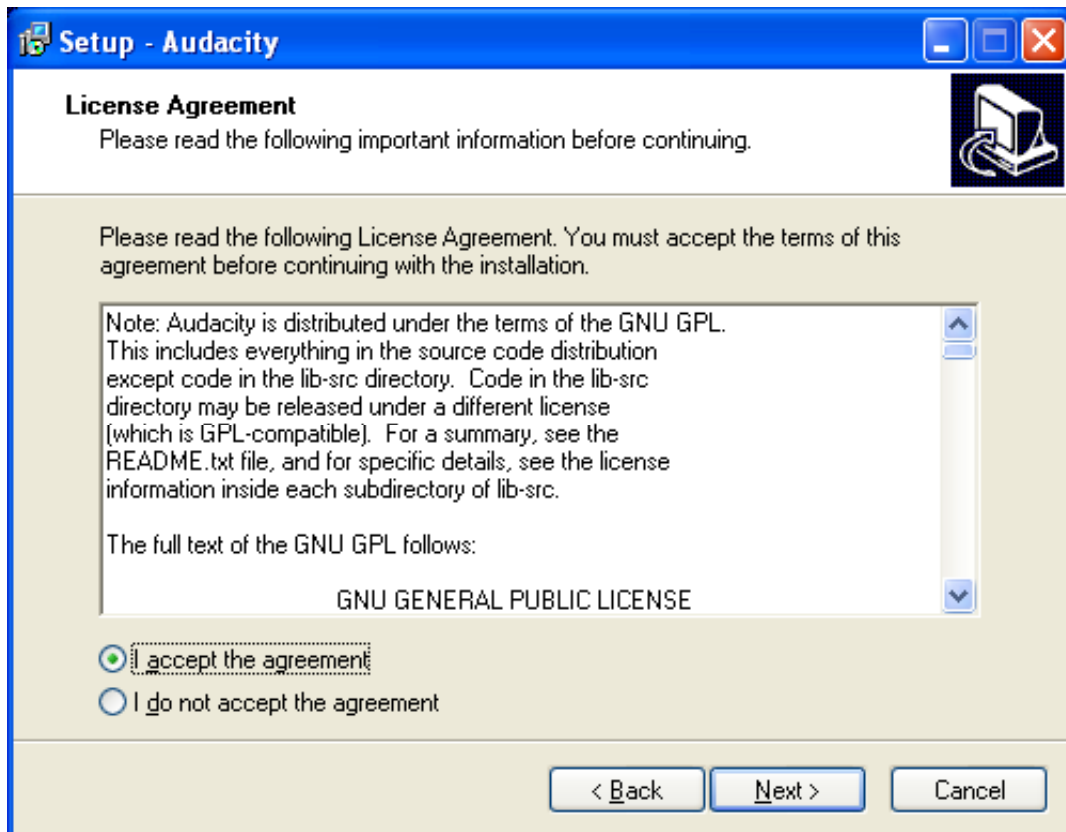 Setup - Audacity
License Agreement
Please read the following important information before continuing.
Please read the following License Agreement. You must accept the terms of this
agreement before continuing with the installation.
Note: Audacity is distributed under the terms of the GNU GPL.
This includes everything in the source code distribution
except code in the lib-src directory.  Code in the lib-src
directory may be released under a different license
(which is GPL-compatible).  For a summary, see the
README.txt file, and for specific details, see the license
information inside each subdirectory of lib-src.
The full text of the GNU GPL follows:
GNU GENERAL PUBLIC LICENSE
I accept the agreement
I do not accept the agreement
< Back Next > Cancel